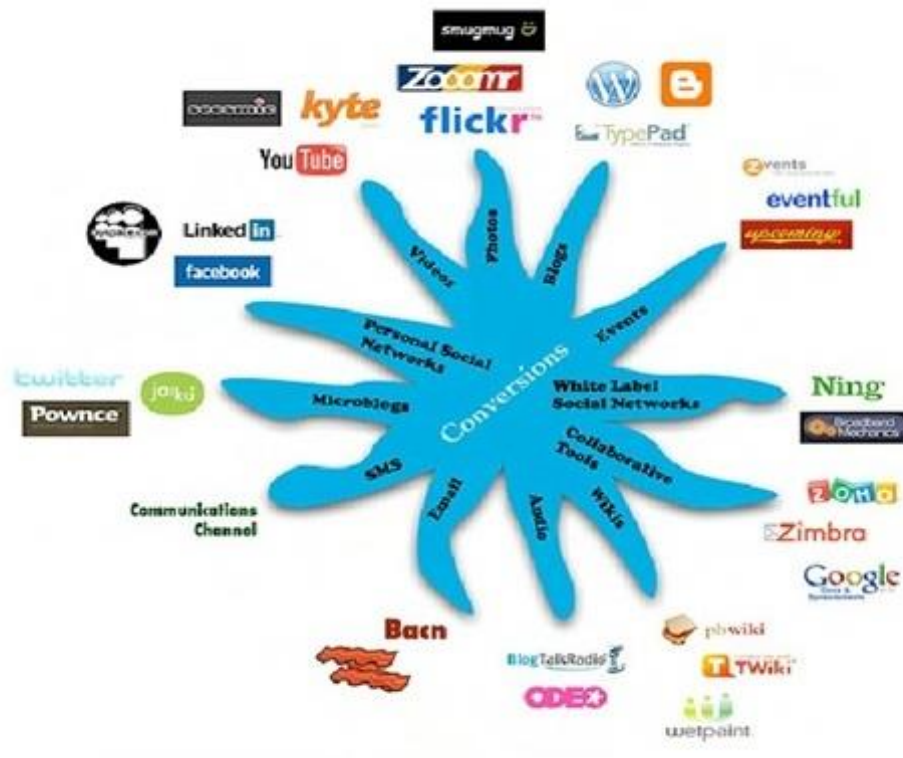 smugmug
Zooomr
flickr
kyte
YouTube
TypePad
Zvents
eventful
upcoming
LinkedIn
facebook
twitter
Pownce
jaiku
Ning
Broadband
Mechanics
ZOHO
Zimbra
Google
Docs &
Spreadsheets
Communications
Channel
Bacn
BlogTalkRadio
ODEO
pbwiki
TWiki
wetpaint
Videos
Photos
Blogs
Events
Personal Social
Networks
Microblogs
SMS
Email
Audio
Wikis
Collaborative
Tools
White Label
Social Networks
Conversions